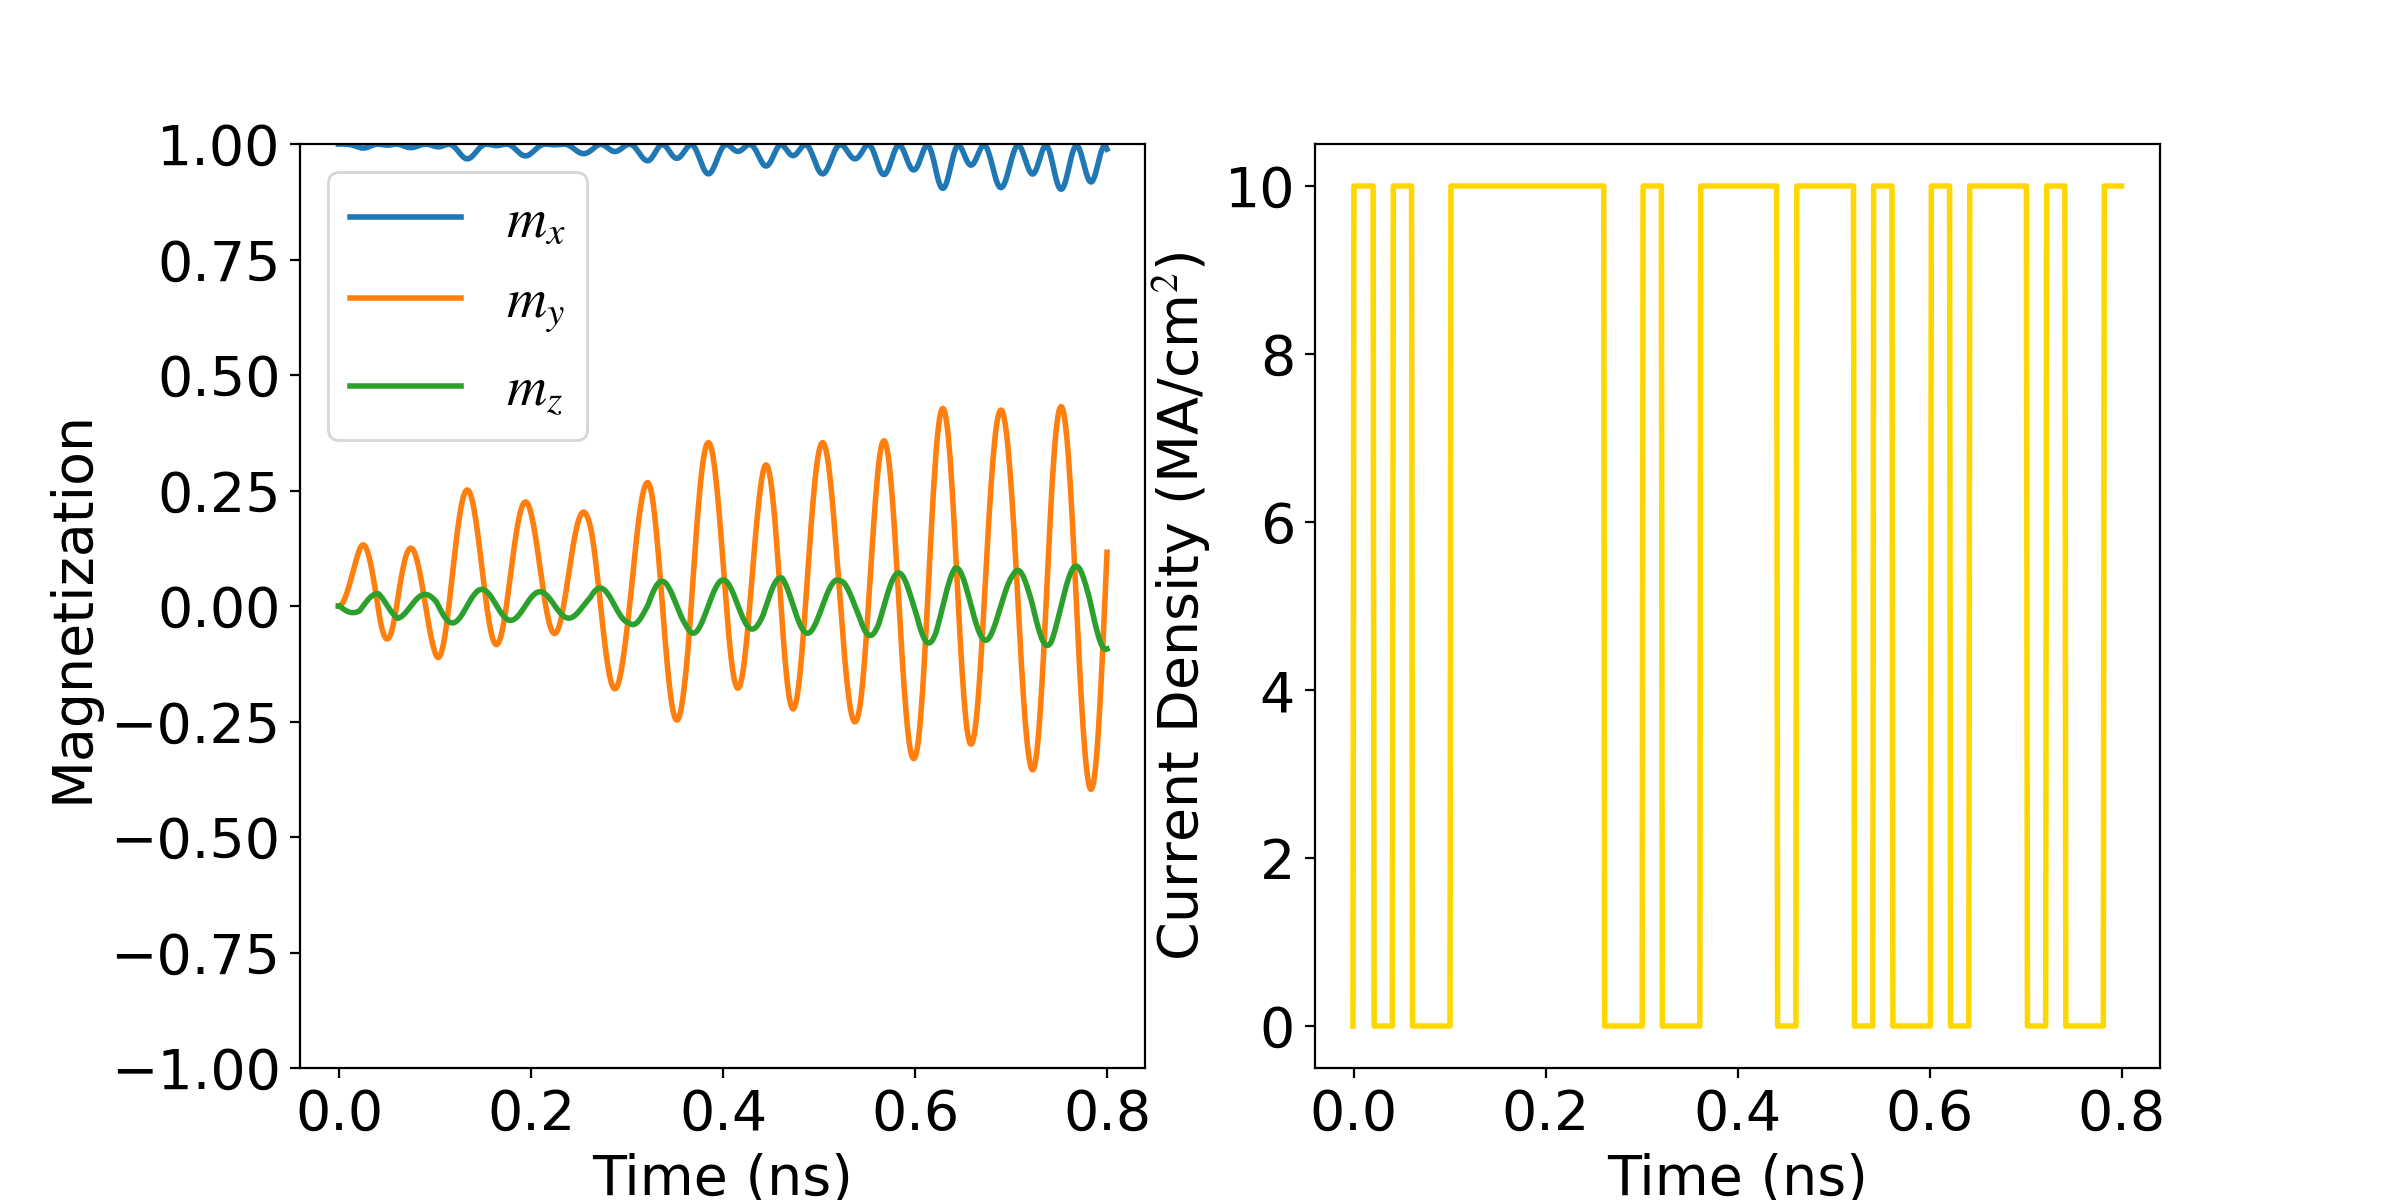 1.00
0.75
0.50
0.25
0.00
−0.25
−0.50
−0.75
−1.00
Magnetization
m_x
m_y
m_z
0.0 0.2 0.4 0.6 0.8
Time (ns)
10
8
6
4
2
0
Current Density (MA/cm²)
0.0 0.2 0.4 0.6 0.8
Time (ns)